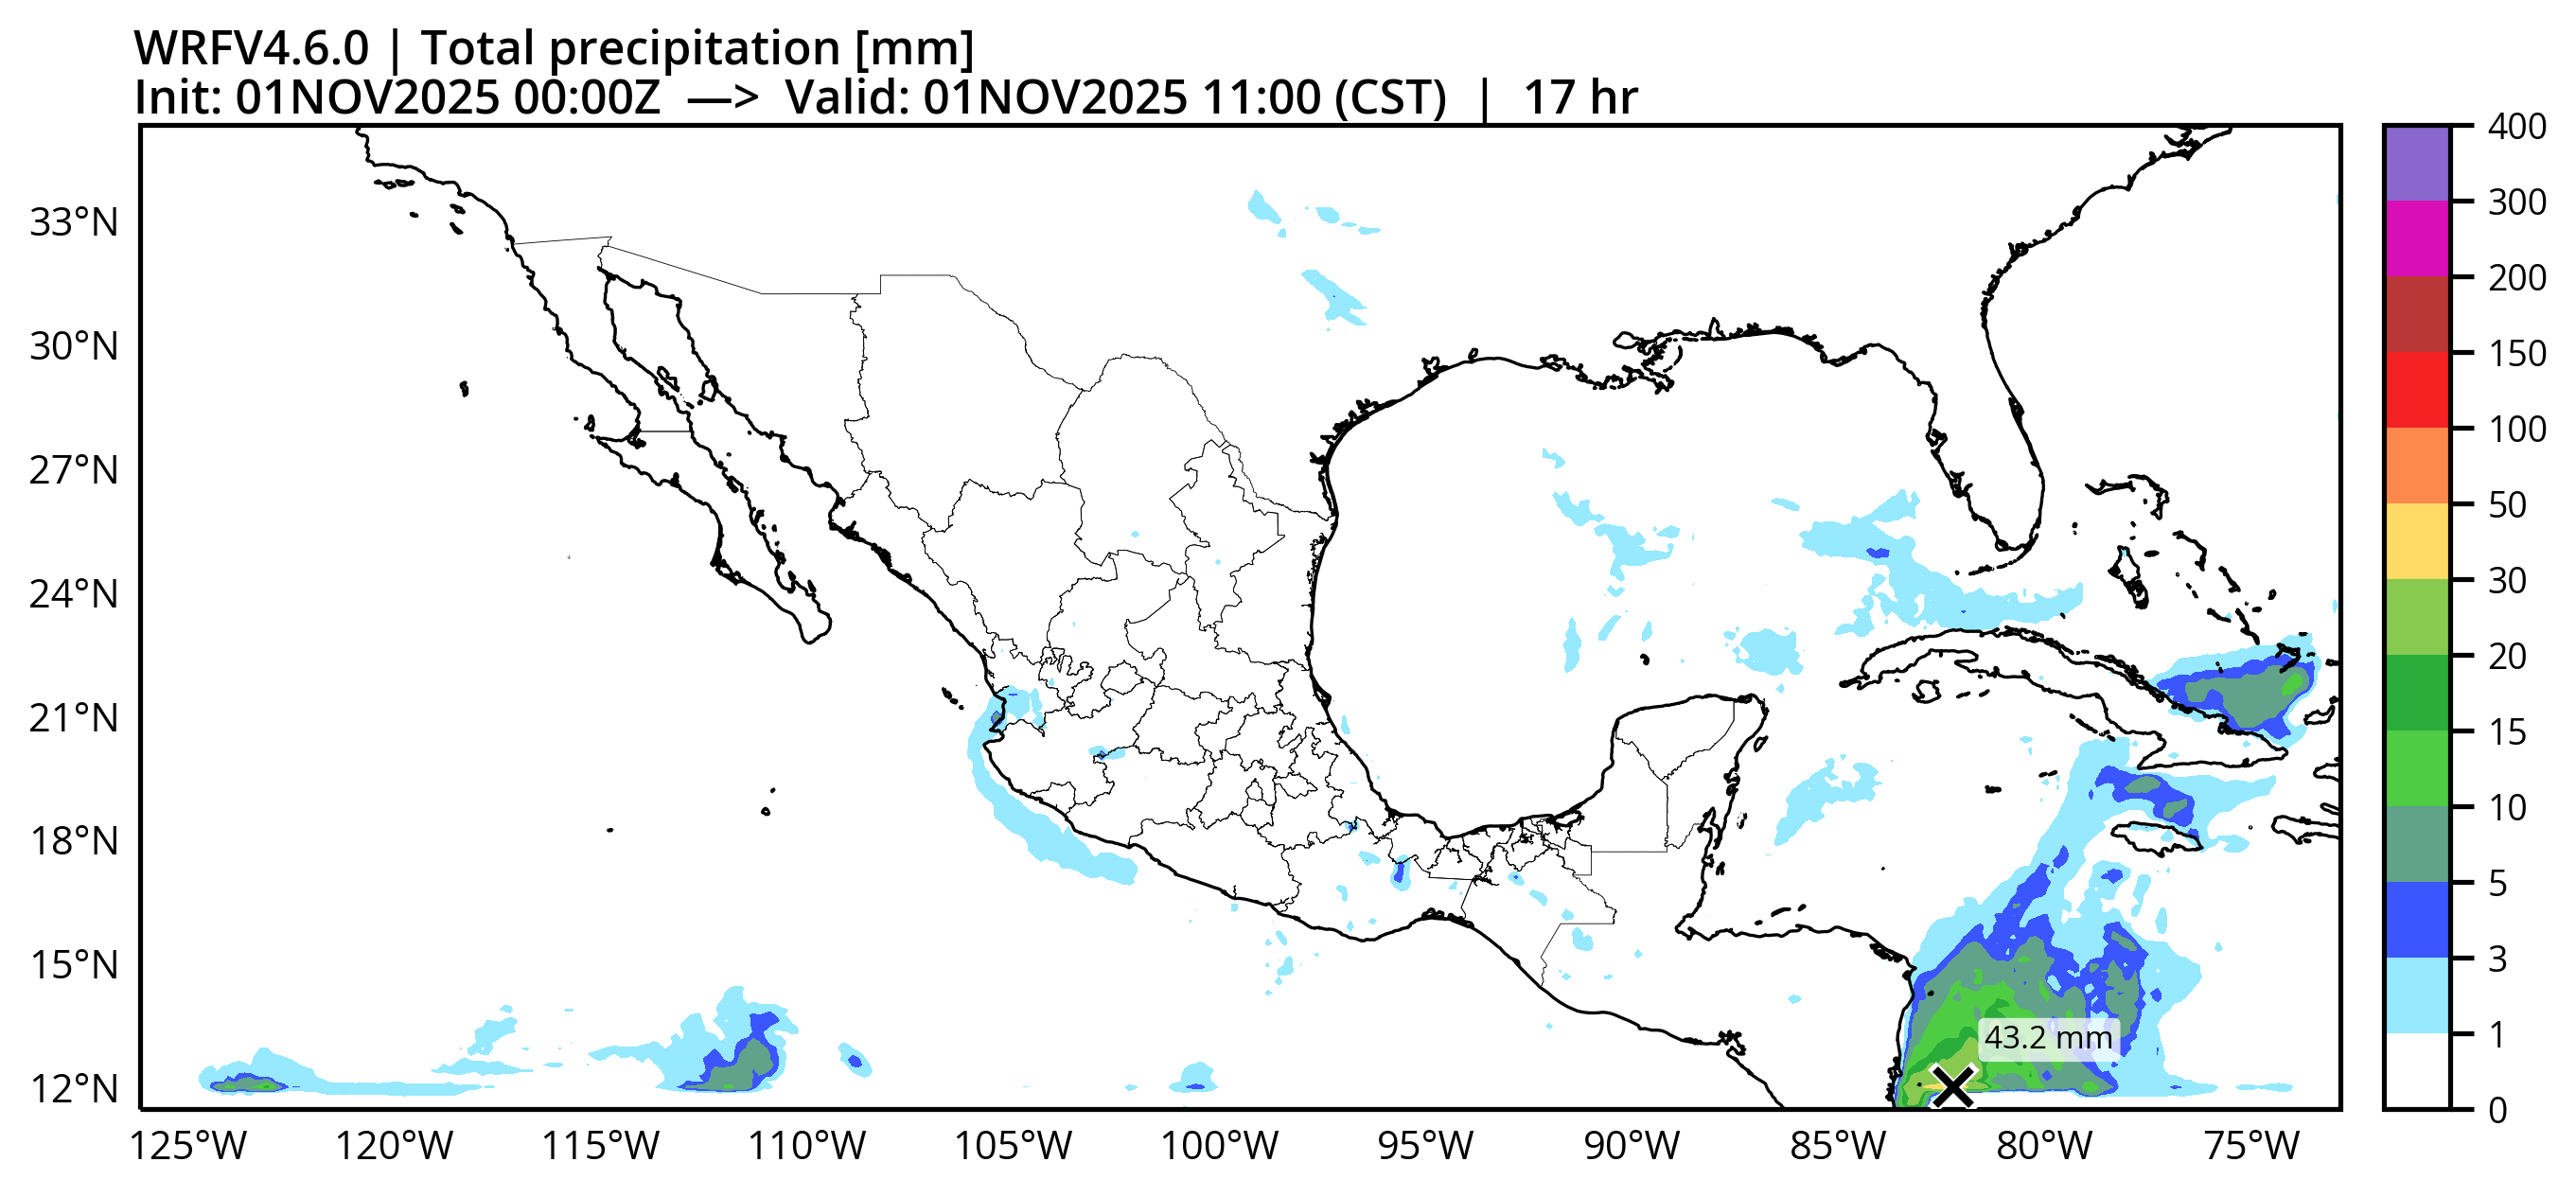 WRFV4.6.0 | Total precipitation [mm]
Init: 01NOV2025 00:00Z —> Valid: 01NOV2025 11:00 (CST) | 17 hr
33°N
30°N
27°N
24°N
21°N
18°N
15°N
12°N
125°W 120°W 115°W 110°W 105°W 100°W 95°W 90°W 85°W 80°W 75°W
43.2 mm
400
300
200
150
100
50
30
20
15
10
5
3
1
0